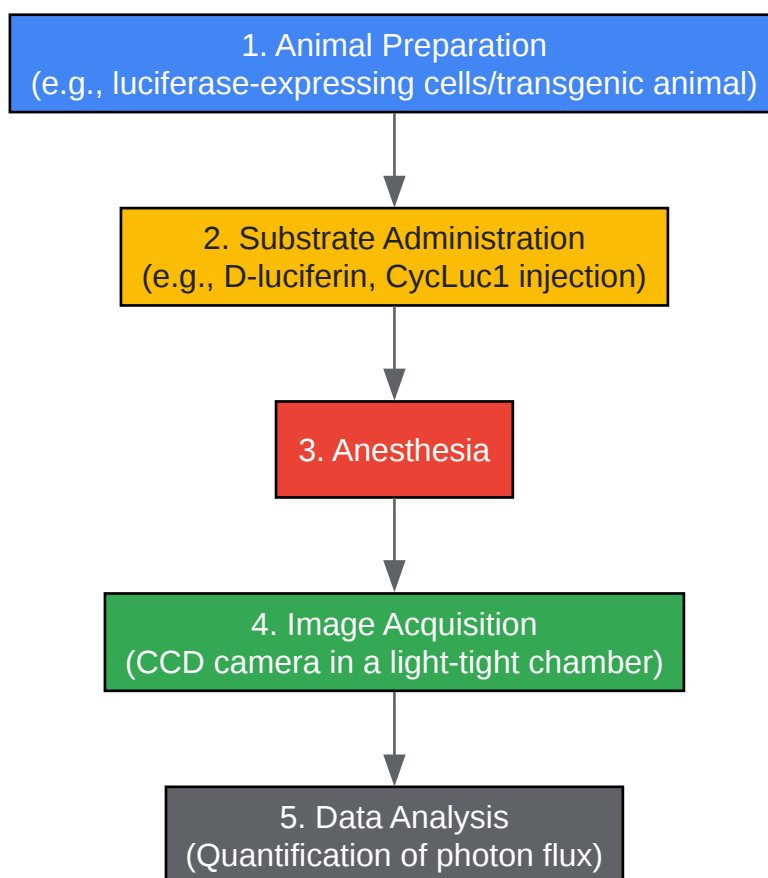 1. Animal Preparation
(e.g., luciferase-expressing cells/transgenic animal)
2. Substrate Administration
(e.g., D-luciferin, CycLuc1 injection)
3. Anesthesia
4. Image Acquisition
(CCD camera in a light-tight chamber)
5. Data Analysis
(Quantification of photon flux)